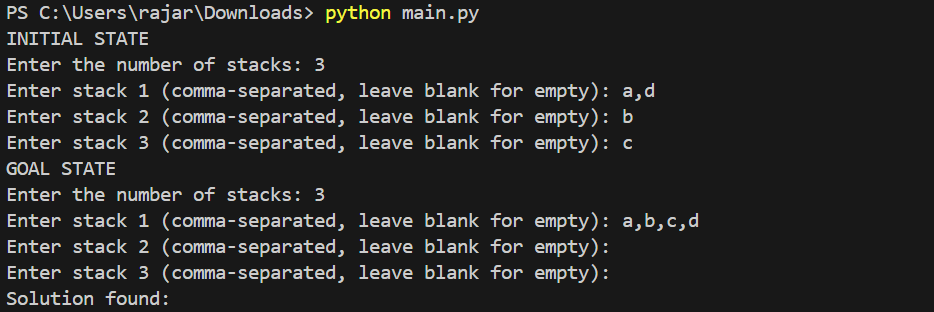 PS C:\Users\rajar\Downloads> python main.py
INITIAL STATE
Enter the number of stacks: 3
Enter stack 1 (comma-separated, leave blank for empty): a,d
Enter stack 2 (comma-separated, leave blank for empty): b
Enter stack 3 (comma-separated, leave blank for empty): c
GOAL STATE
Enter the number of stacks: 3
Enter stack 1 (comma-separated, leave blank for empty): a,b,c,d
Enter stack 2 (comma-separated, leave blank for empty):
Enter stack 3 (comma-separated, leave blank for empty):
Solution found: